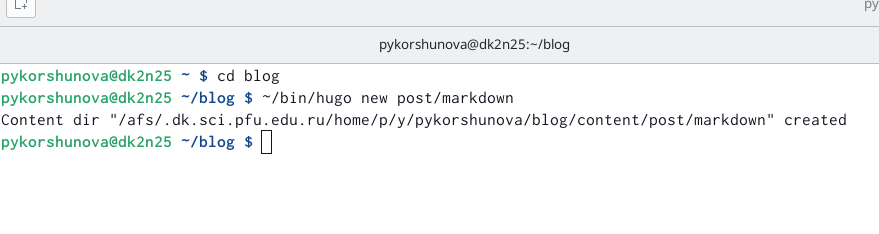 py
pykorshunova@dk2n25:~/blog
pykorshunova@dk2n25 ~ $ cd blog
pykorshunova@dk2n25 ~/blog $ ~/bin/hugo new post/markdown
Content dir "/afs/.dk.sci.pfu.edu.ru/home/p/y/pykorshunova/blog/content/post/markdown" created
pykorshunova@dk2n25 ~/blog $